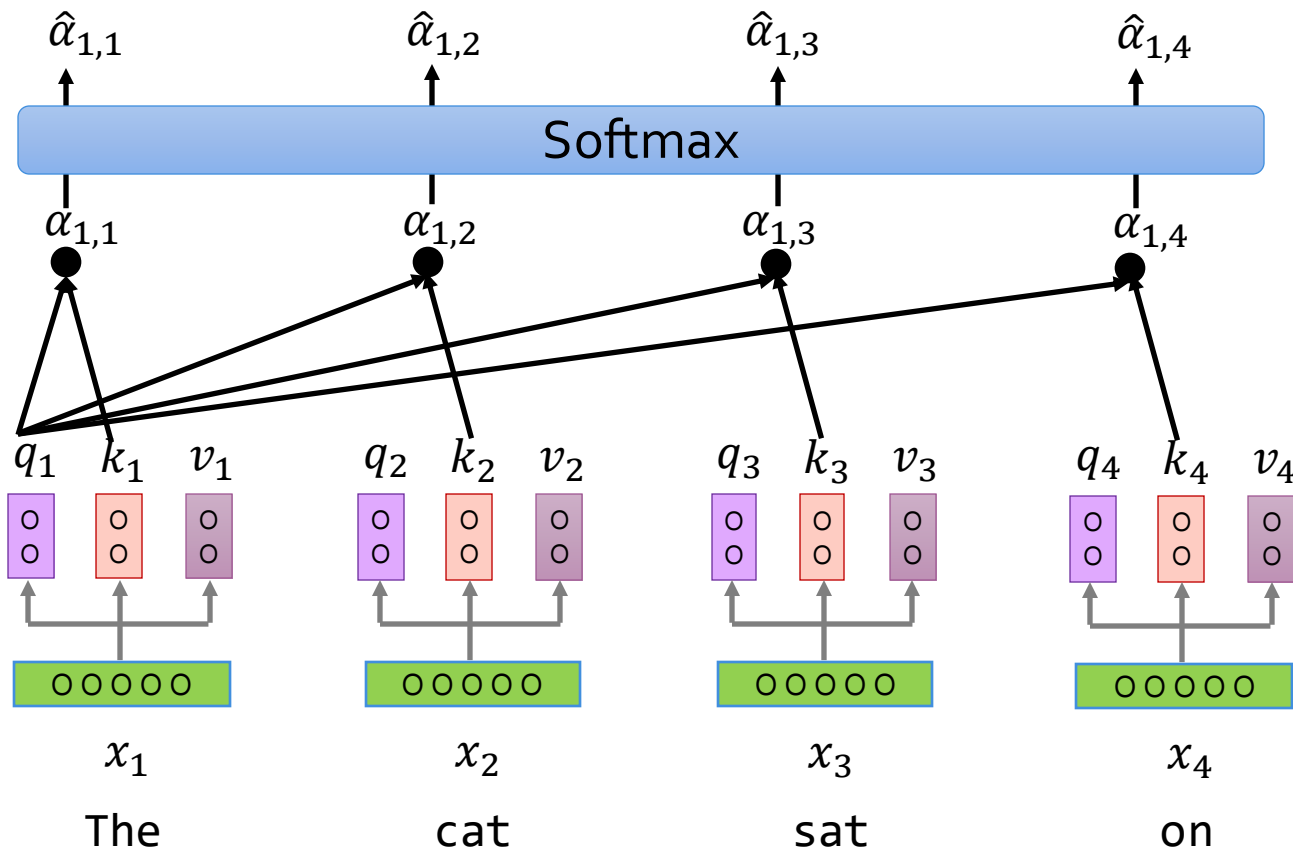 α̂₁,₁ α̂₁,₂ α̂₁,₃ α̂₁,₄
Softmax
α₁,₁ α₁,₂ α₁,₃ α₁,₄
q₁ k₁ v₁ q₂ k₂ v₂ q₃ k₃ v₃ q₄ k₄ v₄
x₁ x₂ x₃ x₄
The cat sat on